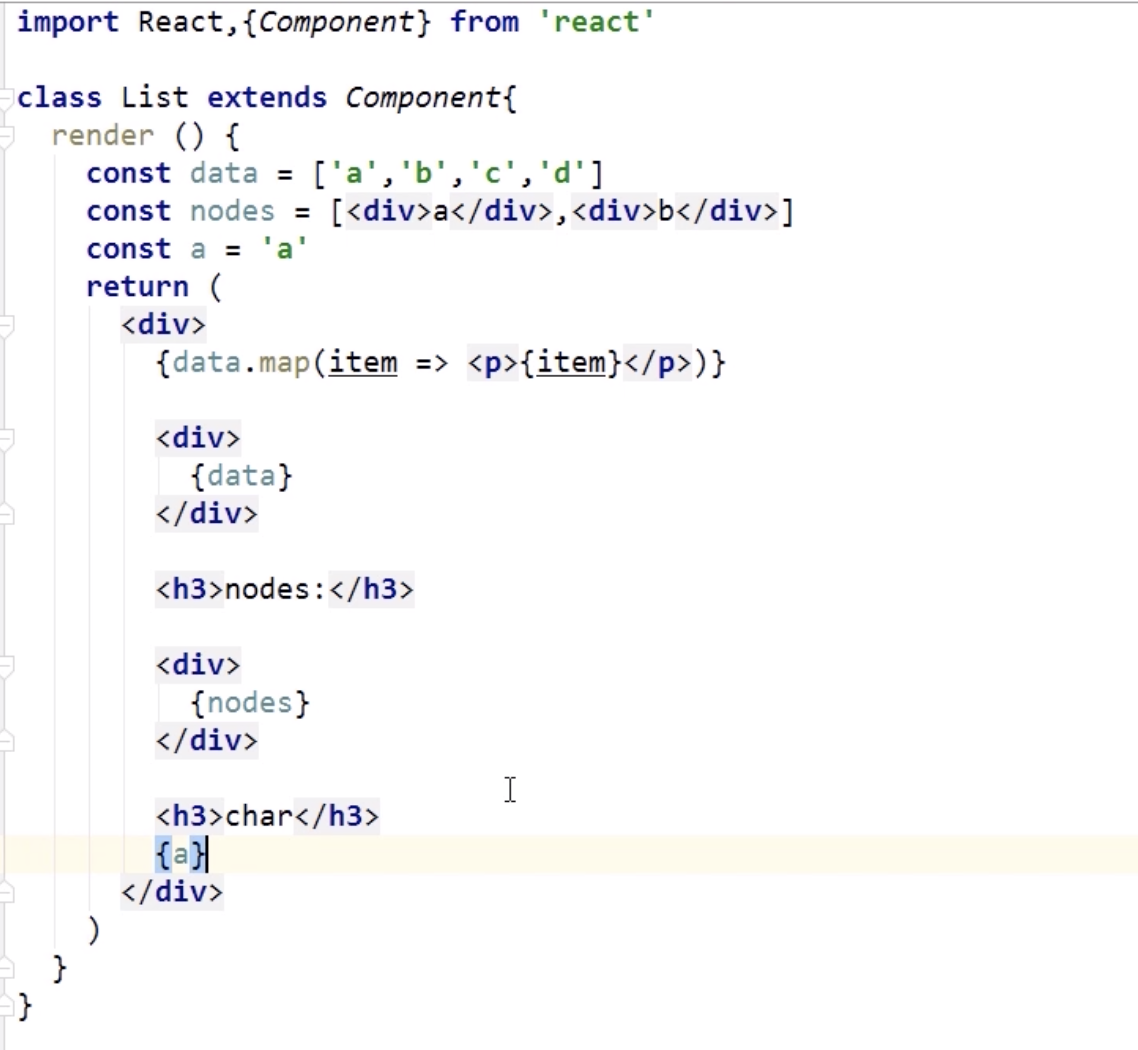 import React,{Component} from 'react'
class List extends Component{
render () {
const data = ['a','b','c','d']
const nodes = [<div>a</div>,<div>b</div>]
const a = 'a'
return (
<div>
{data.map(item => <p>{item}</p>)}
<div>
{data}
</div>
<h3>nodes:</h3>
<div>
{nodes}
</div>
<h3>char</h3>
{a}
</div>
)
}
}